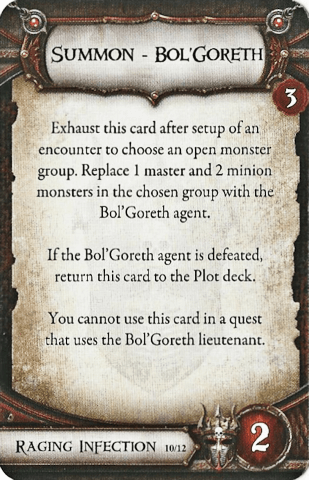 Summon - Bol'Goreth
3
Exhaust this card after setup of an
encounter to choose an open monster
group. Replace 1 master and 2 minion
monsters in the chosen group with the
Bol'Goreth agent.
If the Bol'Goreth agent is defeated,
return this card to the Plot deck.
You cannot use this card in a quest
that uses the Bol'Goreth lieutenant.
Raging Infection 10/12
2